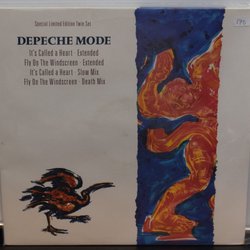 Special Limited Edition Twin Set
DEPECHE MODE
It's Called a Heart · Extended
Fly On The Windscreen · Extended
It's Called a Heart · Slow Mix
Fly On The Windscreen · Death Mix